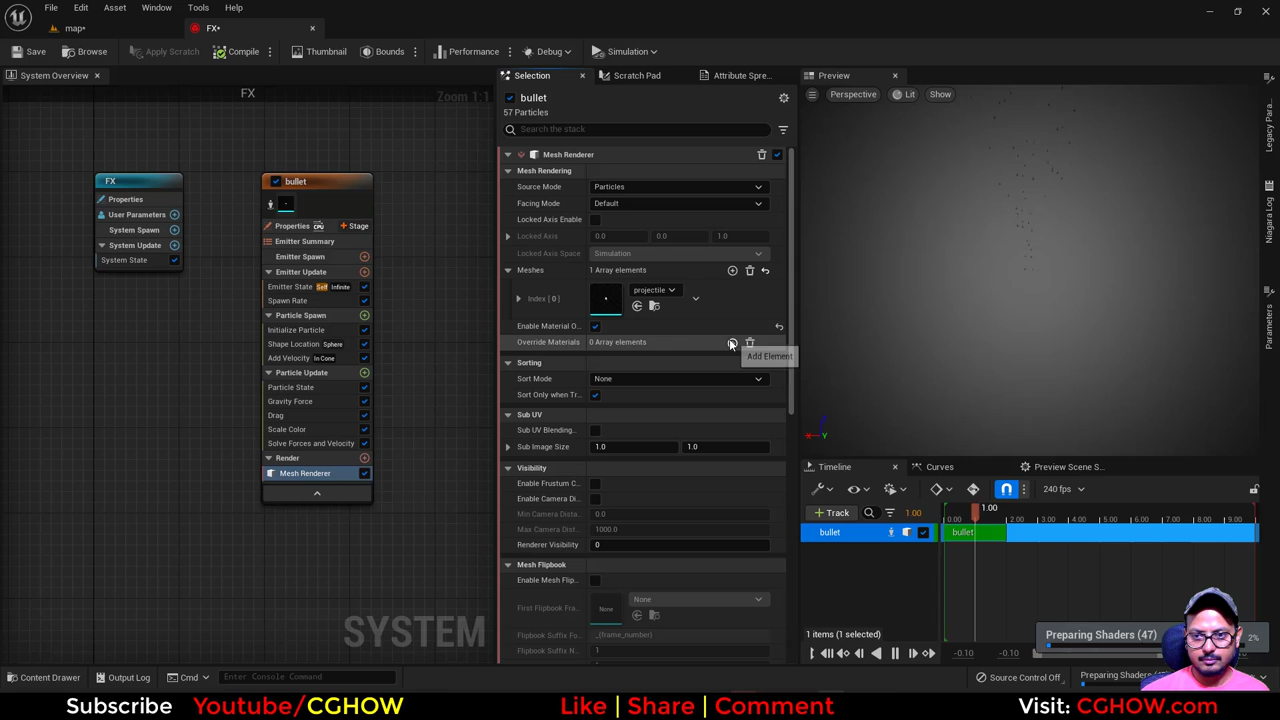 File Edit Asset Window Tools Help
map*
FX*
Save Browse Apply Scratch Compile Thumbnail Bounds Performance Debug Simulation
System Overview
FX
Zoom 1:1
FX
Properties
User Parameters
System Spawn
System Update
System State
bullet
Properties
Stage
Emitter Summary
Emitter Spawn
Emitter Update
Emitter State Self Infinite
Spawn Rate
Particle Spawn
Initialize Particle
Shape Location Sphere
Add Velocity In Cone
Particle Update
Particle State
Gravity Force
Drag
Scale Color
Solve Forces and Velocity
Render
Mesh Renderer
SYSTEM
Selection
Scratch Pad
Attribute Spre...
bullet
57 Particles
Search the stack
Mesh Renderer
Mesh Rendering
Source Mode Particles
Facing Mode Default
Locked Axis Enable
Locked Axis 0.0 0.0 1.0
Locked Axis Space Simulation
Meshes 1 Array elements
Index [ 0 ] projectile
Enable Material O...
Override Materials 0 Array elements
Add Element
Sorting
Sort Mode None
Sort Only when Tr...
Sub UV
Sub UV Blending...
Sub Image Size 1.0 1.0
Visibility
Enable Frustum C...
Enable Camera Di...
Min Camera Dista... 0.0
Max Camera Dist... 1000.0
Renderer Visibility 0
Mesh Flipbook
Enable Mesh Flip...
First Flipbook Fra... None None
Flipbook Suffix Fo... _{frame_number}
Flipbook Suffix N... 1
Preview
Perspective Lit Show
X Y
Niagara Log
Legacy Para
Parameters
Timeline
Curves
Preview Scene S...
240 fps
Track
1.00
1.00
0.00 2.00 3.00 4.00 5.00 6.00 7.00 8.00 9.00
bullet
bullet
1 items (1 selected)
-0.10 -0.10
Preparing Shaders (47) 2%
Content Drawer Output Log Cmd Enter Console Command
Source Control Off
Preparing Shaders (
Subscribe Youtube/CGHOW Like | Share | Comment Visit: CGHOW.com